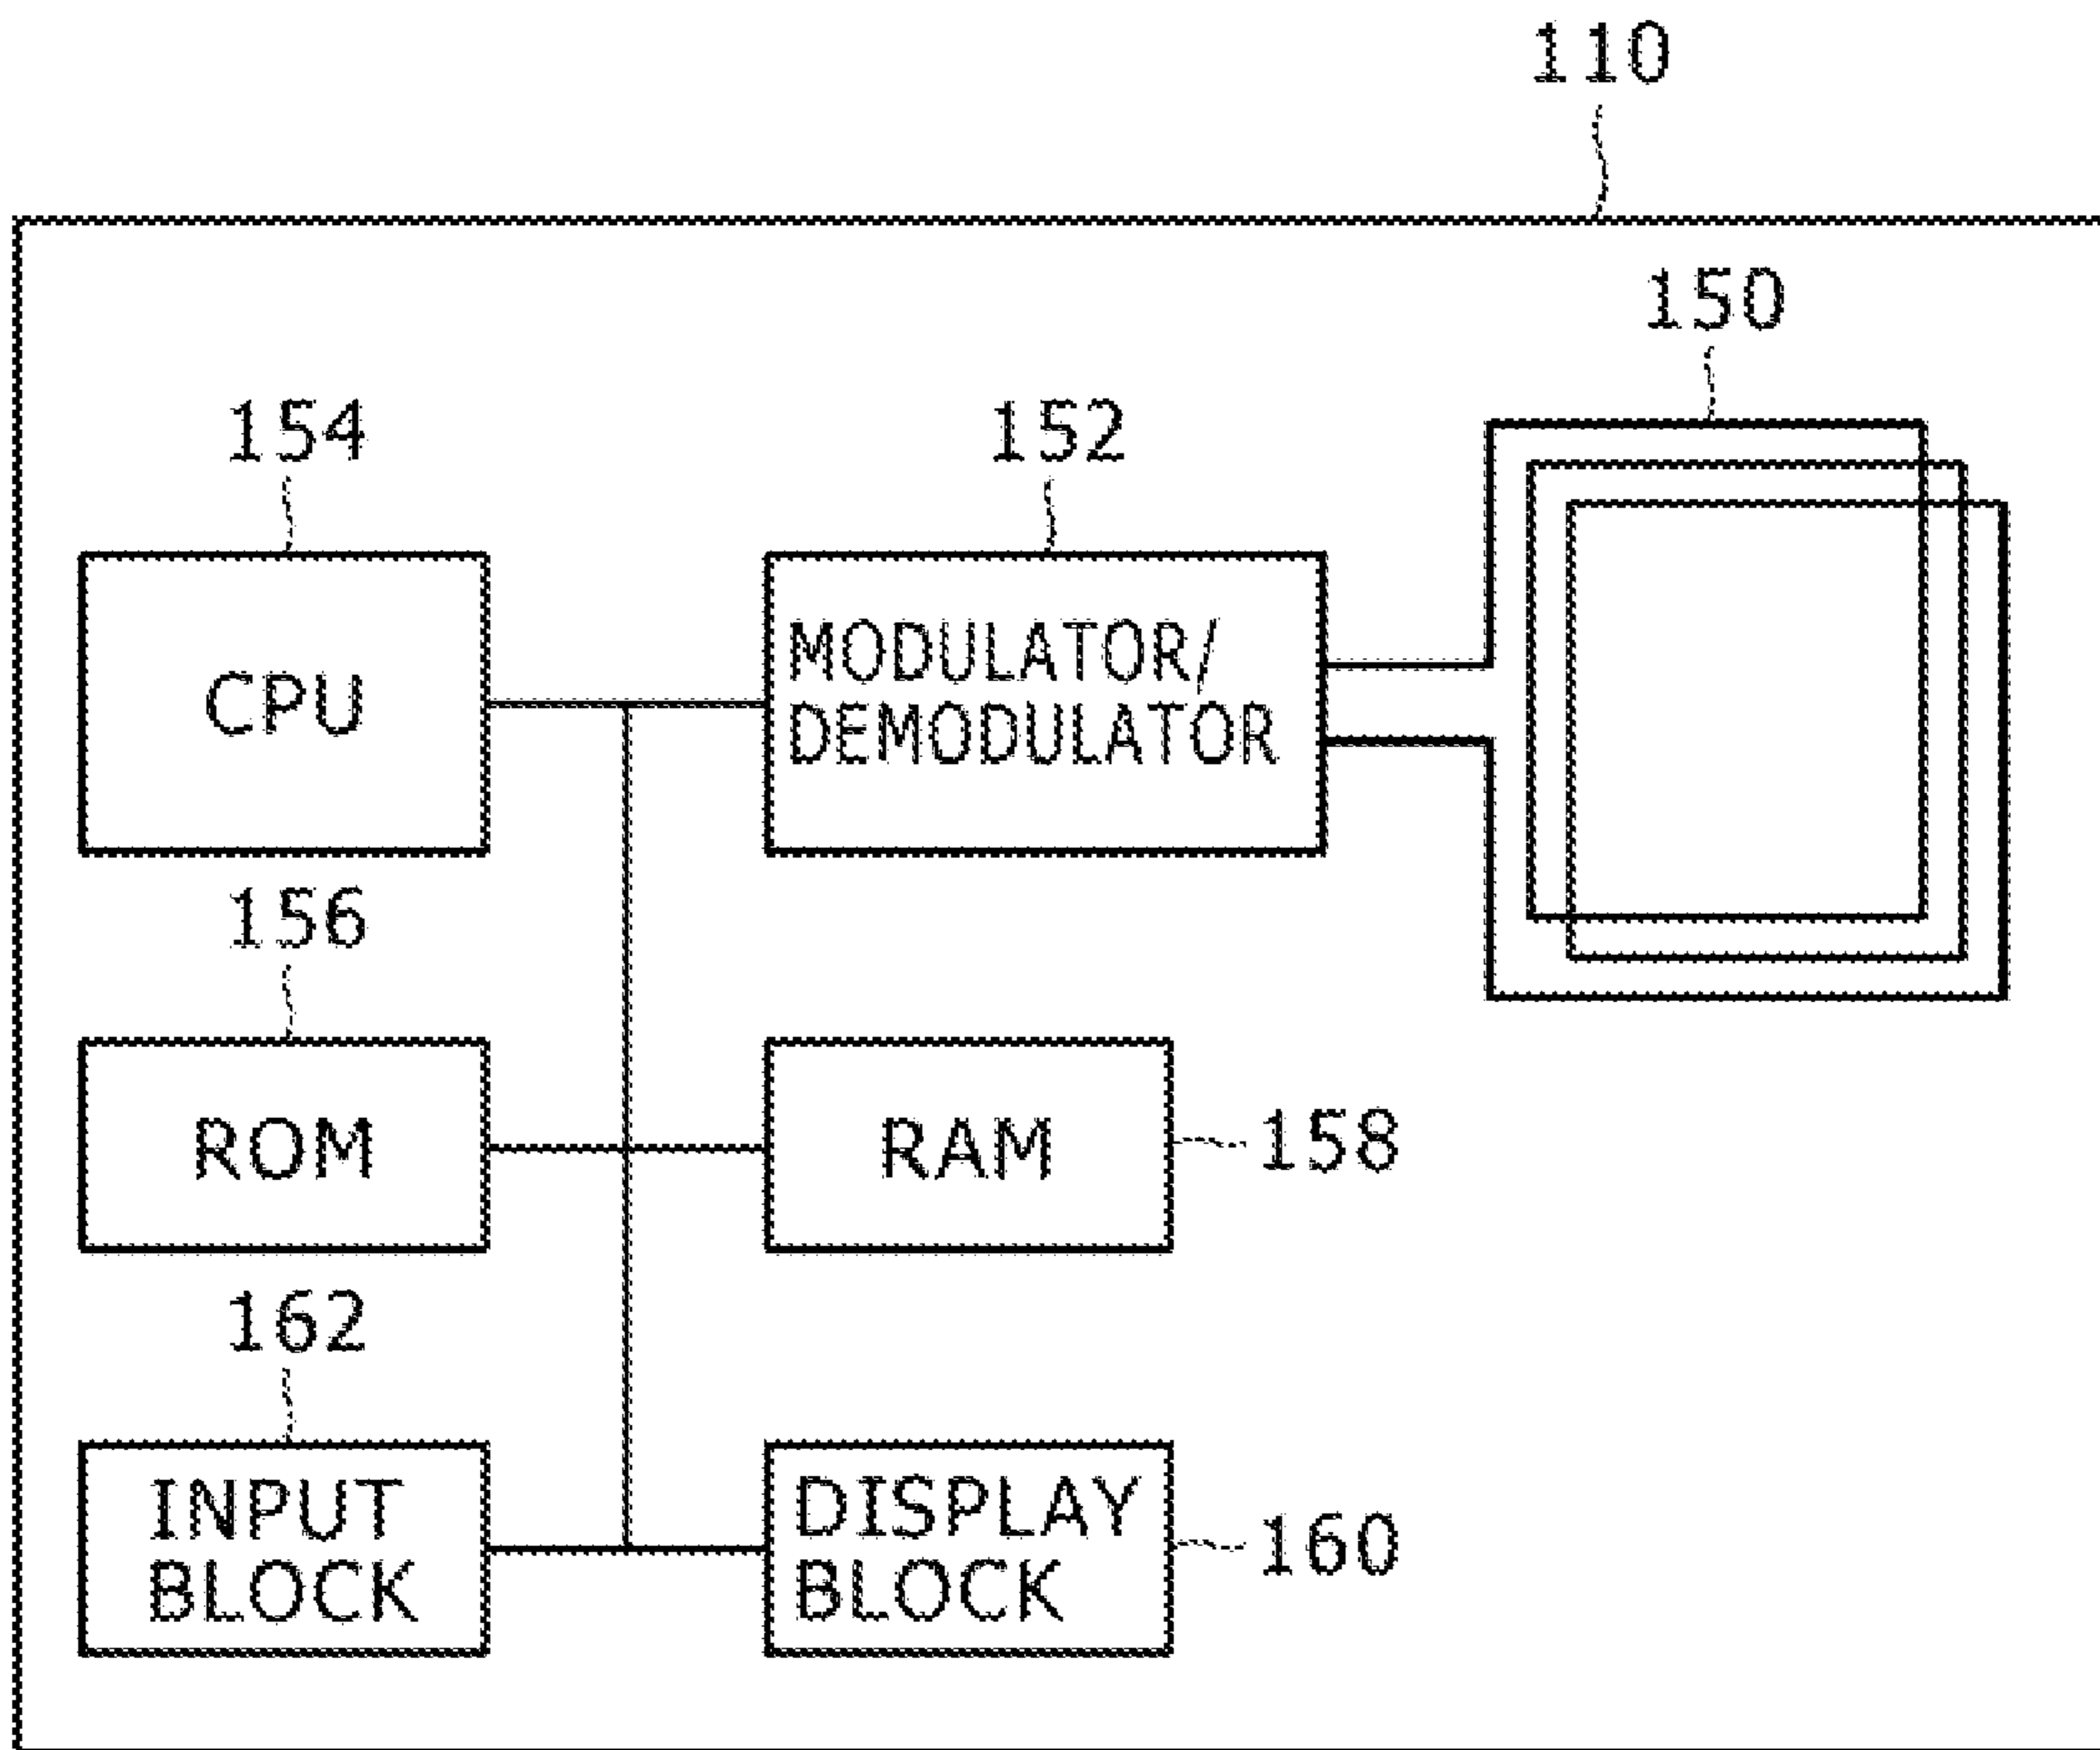 110
150
154
152
CPU
MODULATOR/
DEMODULATOR
156
ROM
RAM
158
162
INPUT
BLOCK
DISPLAY
BLOCK
160